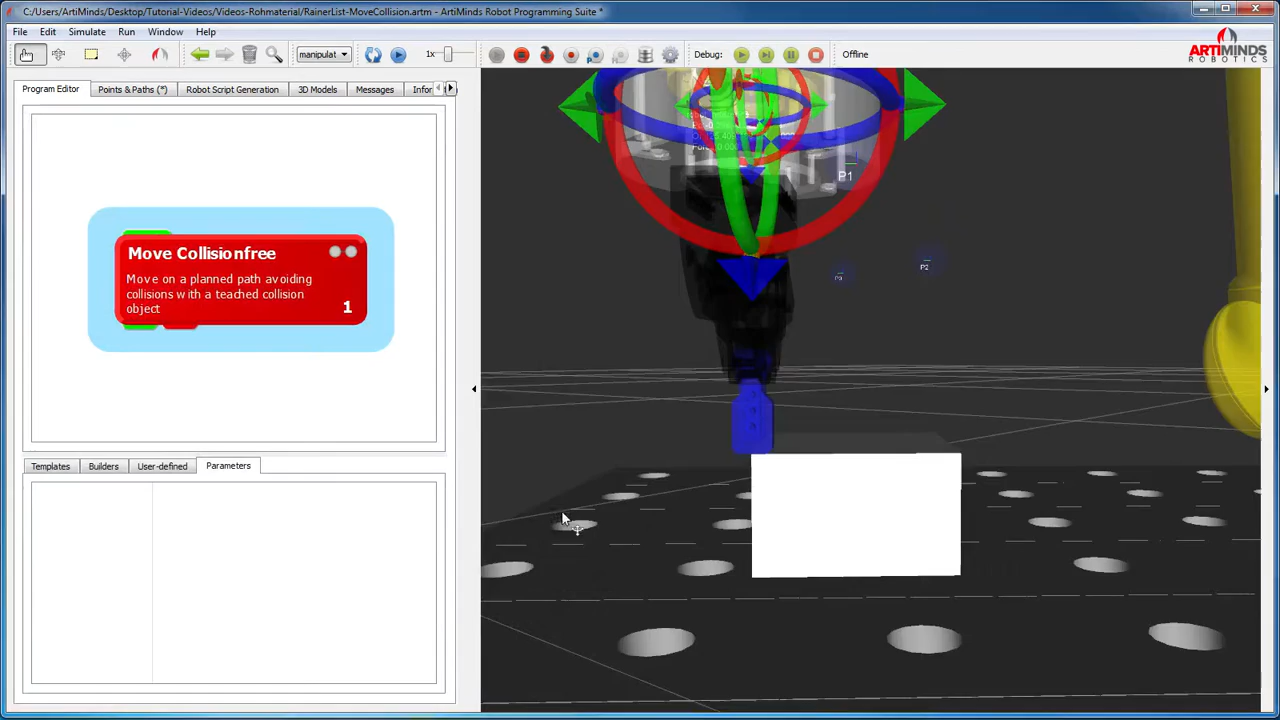 C:/Users/ArtiMinds/Desktop/Tutorial-Videos/Videos-Rohmaterial/RainerList-MoveCollision.artm - ArtiMinds Robot Programming Suite *
File Edit Simulate Run Window Help
manipulat 1x Debug: Offline
ARTIMINDS
ROBOTICS
Program Editor Points & Paths (*) Robot Script Generation 3D Models Messages Infor
P1
Move Collisionfree
Move on a planned path avoiding
collisions with a teached collision
object
1
P3 P2
Templates Builders User-defined Parameters